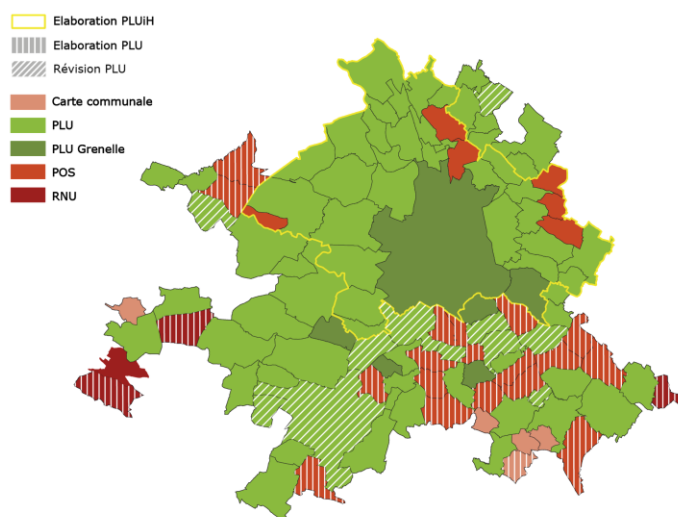 Elaboration PLUiH
Elaboration PLU
Révision PLU
Carte communale
PLU
PLU Grenelle
POS
RNU